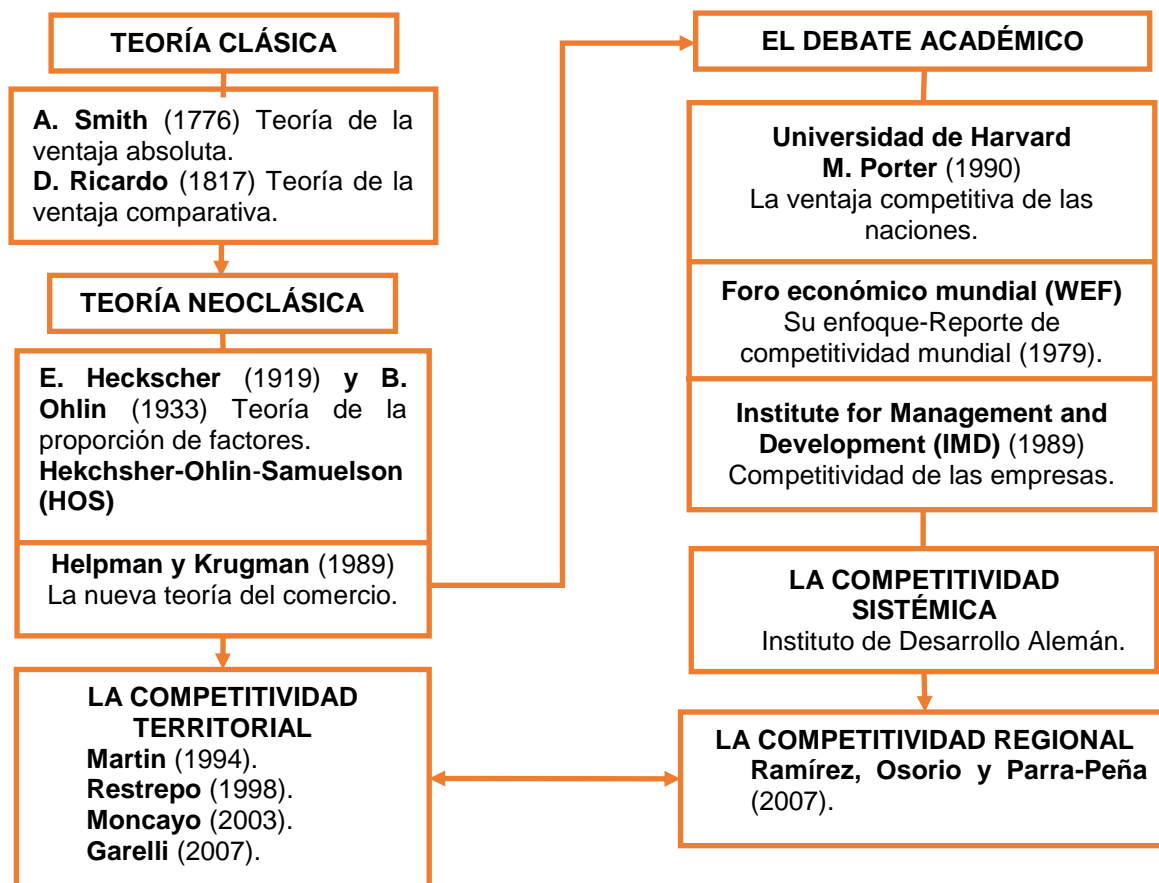 TEORÍA CLÁSICA
A. Smith (1776) Teoría de la
ventaja absoluta.
D. Ricardo (1817) Teoría de la
ventaja comparativa.
TEORÍA NEOCLÁSICA
E. Heckscher (1919) y B.
Ohlin (1933) Teoría de la
proporción de factores.
Hekchsher-Ohlin-Samuelson
(HOS)
Helpman y Krugman (1989)
La nueva teoría del comercio.
LA COMPETITIVIDAD
TERRITORIAL
Martin (1994).
Restrepo (1998).
Moncayo (2003).
Garelli (2007).
EL DEBATE ACADÉMICO
Universidad de Harvard
M. Porter (1990)
La ventaja competitiva de las
naciones.
Foro económico mundial (WEF)
Su enfoque-Reporte de
competitividad mundial (1979).
Institute for Management and
Development (IMD) (1989)
Competitividad de las empresas.
LA COMPETITIVIDAD
SISTÉMICA
Instituto de Desarrollo Alemán.
LA COMPETITIVIDAD REGIONAL
Ramírez, Osorio y Parra-Peña
(2007).